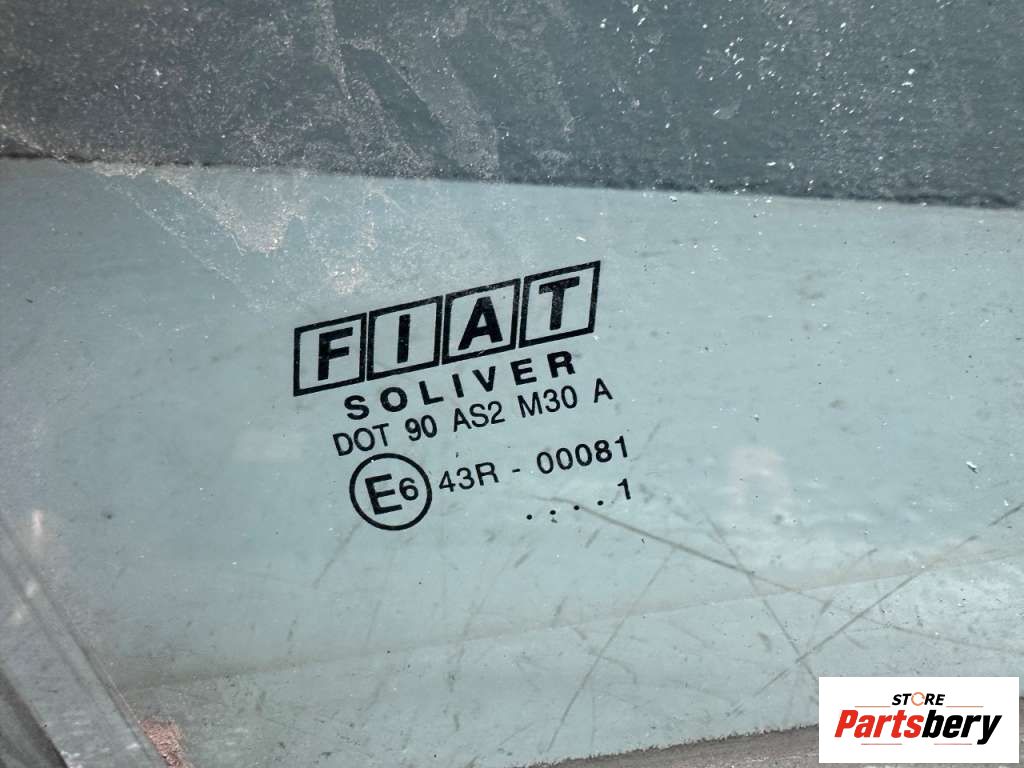 FIAT
SOLIVER
DOT 90 AS2 M30 A
E6 43R - 00081
. . . . 1
STORE
Partsbery